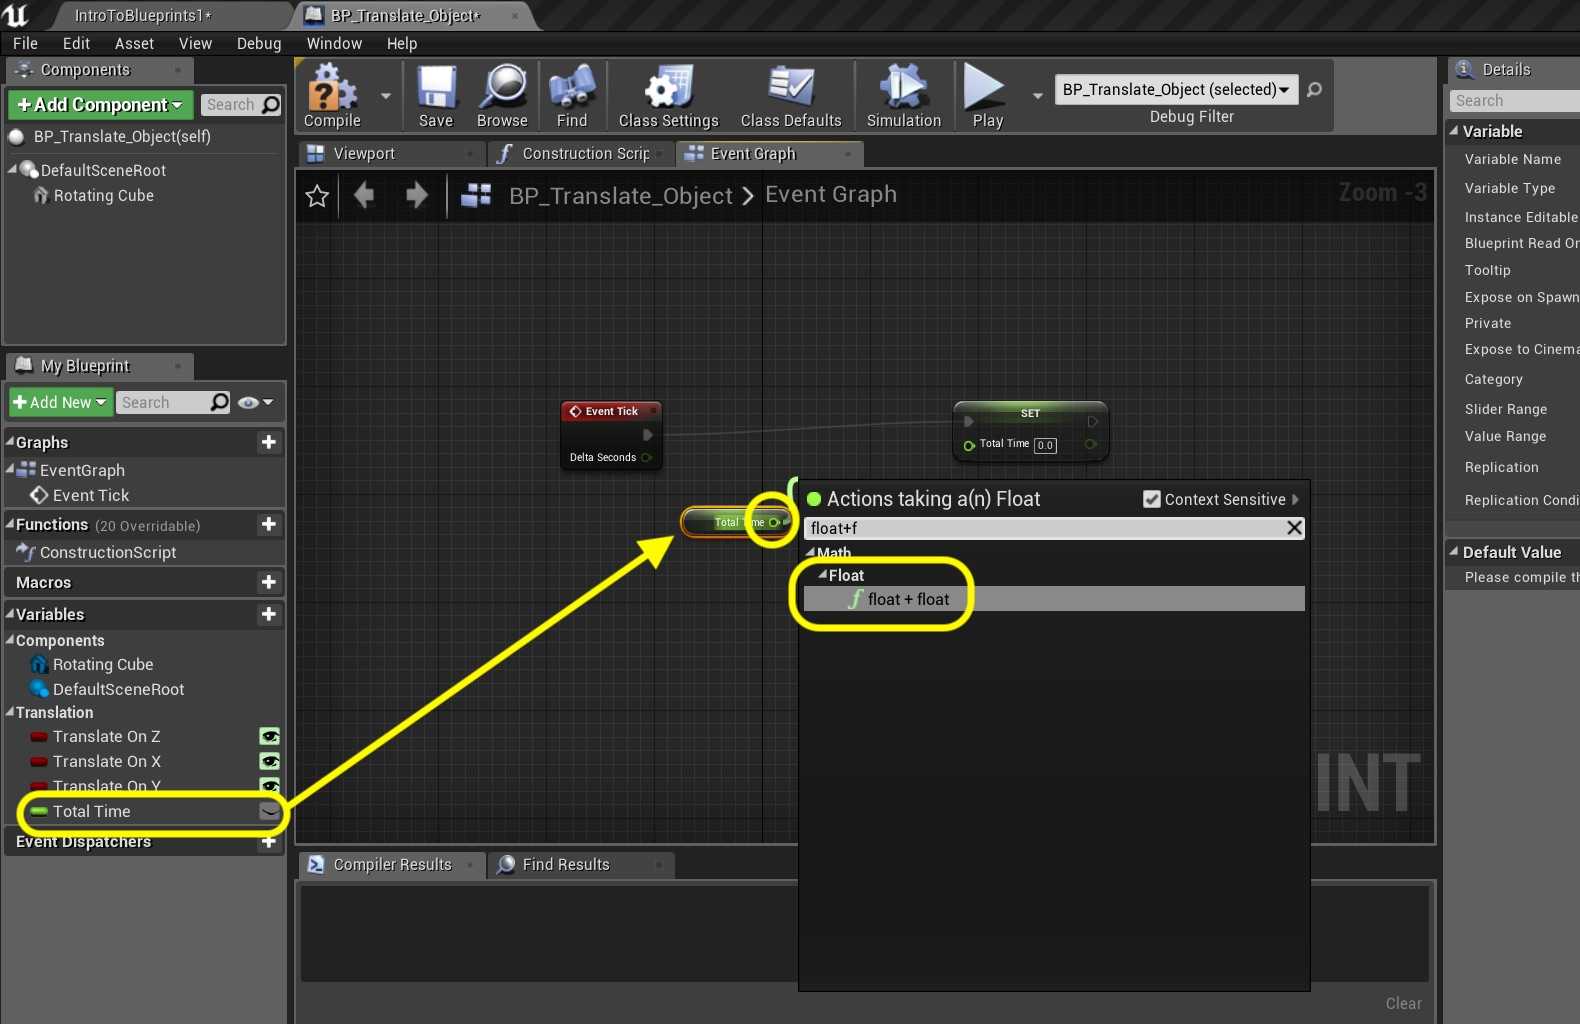 IntroToBlueprints1*
BP_Translate_Object*
File Edit Asset View Debug Window Help
Components
+Add Component
Search
BP_Translate_Object(self)
DefaultSceneRoot
Rotating Cube
Compile
Save
Browse
Find
Class Settings
Class Defaults
Simulation
Play
BP_Translate_Object (selected)
Debug Filter
Viewport
Construction Scrip
Event Graph
BP_Translate_Object > Event Graph
Zoom -3
Event Tick
Delta Seconds
SET
Total Time 0.0
Total Time
Actions taking a(n) Float
Context Sensitive
float+f
Math
Float
f float + float
INT
My Blueprint
+Add New
Search
Graphs
EventGraph
Event Tick
Functions (20 Overridable)
ConstructionScript
Macros
Variables
Components
Rotating Cube
DefaultSceneRoot
Translation
Translate On Z
Translate On X
Translate On Y
Total Time
Event Dispatchers
Compiler Results
Find Results
Clear
Details
Search
Variable
Variable Name
Variable Type
Instance Editable
Blueprint Read On
Tooltip
Expose on Spawn
Private
Expose to Cinema
Category
Slider Range
Value Range
Replication
Replication Condi
Default Value
Please compile th